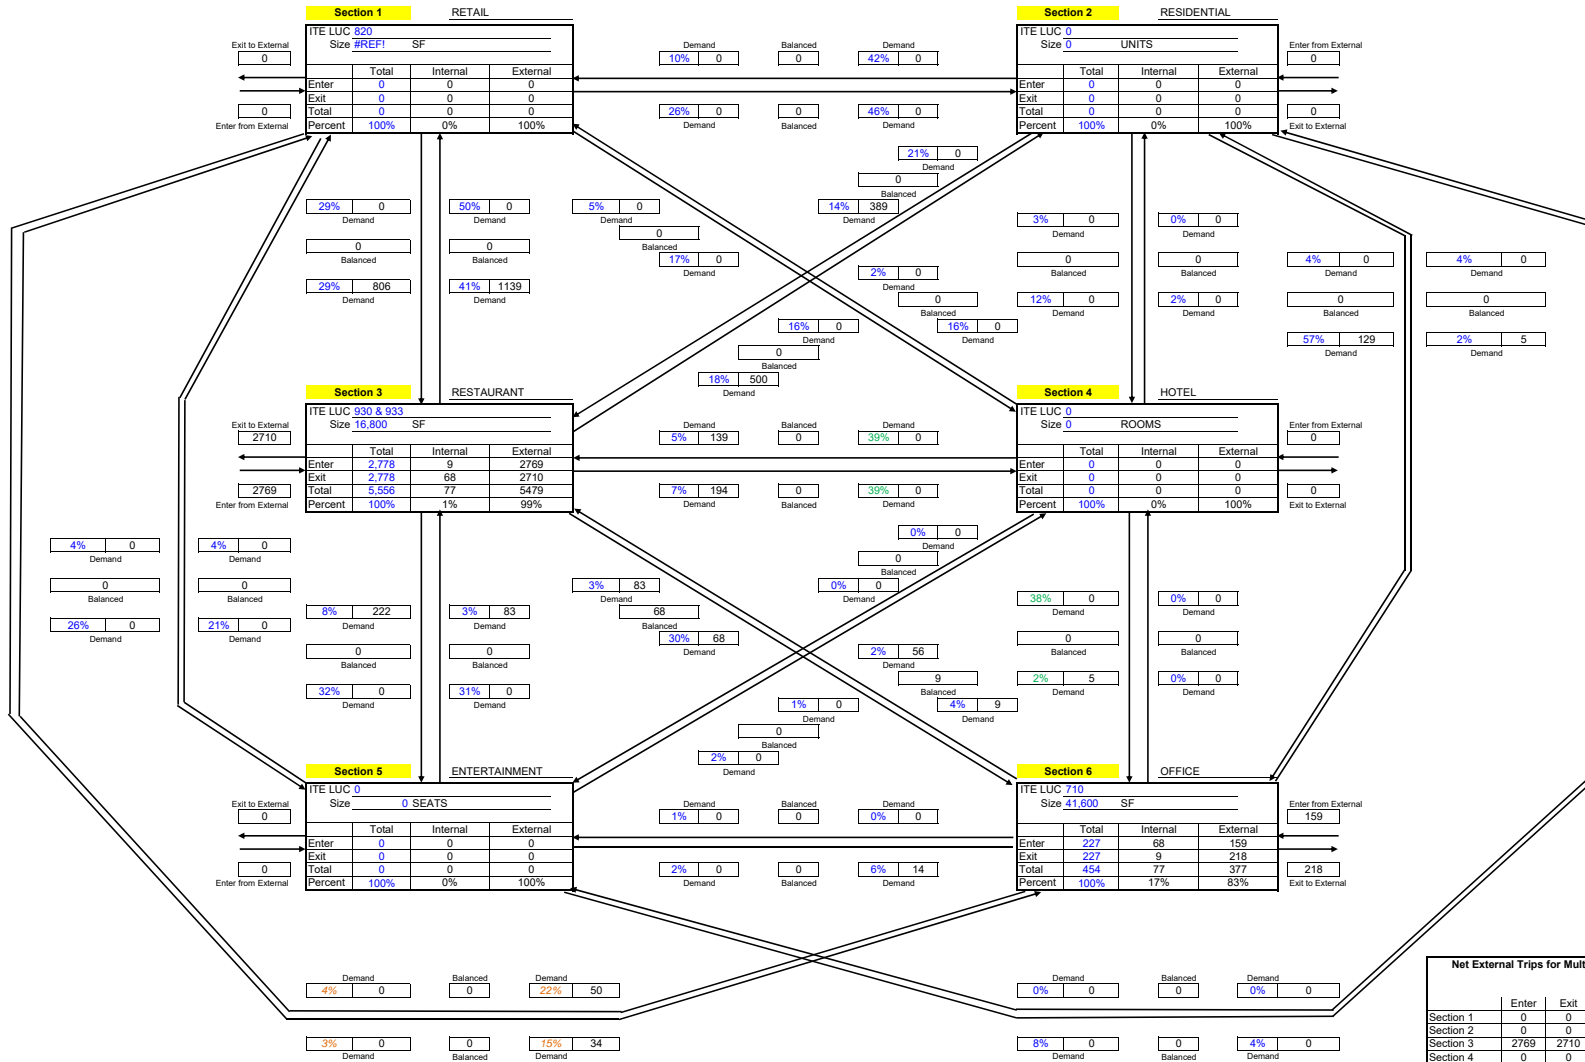 Section 1 RETAIL Section 2 RESIDENTIAL
ITE LUC 820 ITE LUC 0
Exit to External Size #REF! SF Demand Balanced Demand Size 0 UNITS Enter from External
0 10% 0 0 42% 0 0
Total Internal External Total Internal External
Enter 0 0 0 Enter 0 0 0
Exit 0 0 0 Exit 0 0 0
0 Total 0 0 0 26% 0 0 46% 0 Total 0 0 0 0
Enter from External Percent 100% 0% 100% Demand Balanced Demand Percent 100% 0% 100% Exit to External
21% 0
Demand
0
Balanced
29% 0 50% 0 5% 0 14% 389
Demand Demand Demand Demand
3% 0 0% 0
Demand Demand
0
Balanced
0 0
Balanced Balanced
17% 0
Demand
0 0 4% 0 4% 0
Balanced Balanced Demand Demand
2% 0
Demand
29% 806 41% 1139
Demand Demand
0
Balanced
12% 0 2% 0 0 0
Demand Demand Balanced Balanced
16% 0 16% 0
Demand Demand
57% 129 2% 5
Demand Demand
0
Balanced
18% 500
Demand
Section 3 RESTAURANT Section 4 HOTEL
ITE LUC 930 & 933 ITE LUC 0
Exit to External Size 16,800 SF Demand Balanced Demand Size 0 ROOMS Enter from External
2710 5% 139 0 39% 0 0
Total Internal External Total Internal External
Enter 2,778 9 2769 Enter 0 0 0
Exit 2,778 68 2710 Exit 0 0 0
2769 Total 5,556 77 5479 7% 194 0 39% 0 Total 0 0 0 0
Enter from External Percent 100% 1% 99% Demand Balanced Demand Percent 100% 0% 100% Exit to External
0% 0
Demand
4% 0 4% 0
Demand Demand
0
Balanced
0 0 3% 83 0% 0
Balanced Balanced Demand Demand
38% 0 0% 0
Demand Demand
8% 222 3% 83 68
Demand Demand Balanced
26% 0 21% 0
Demand Demand
30% 68
Demand
0 0
Balanced Balanced
0 0
Balanced Balanced
2% 56
Demand
9
Balanced
32% 0 31% 0
Demand Demand
2% 5 0% 0
Demand Demand
1% 0 4% 9
Demand Demand
0
Balanced
2% 0
Demand
Section 5 ENTERTAINMENT Section 6 OFFICE
ITE LUC 0 ITE LUC 710
Exit to External Size 0 SEATS Demand Balanced Demand Size 41,600 SF Enter from External
0 1% 0 0 0% 0 159
Total Internal External Total Internal External
Enter 0 0 0 Enter 227 68 159
Exit 0 0 0 Exit 227 9 218
0 Total 0 0 0 2% 0 0 6% 14 Total 454 77 377 218
Enter from External Percent 100% 0% 100% Demand Balanced Demand Percent 100% 17% 83% Exit to External
Net External Trips for Mult
Demand Balanced Demand Demand Balanced Demand
4% 0 0 22% 50 0% 0 0 0% 0
Enter Exit
Section 1 0 0
Section 2 0 0
Section 3 2769 2710
3% 0 0 15% 34 8% 0 0 4% 0
Demand Balanced Demand Demand Balanced Demand
Section 4 0 0